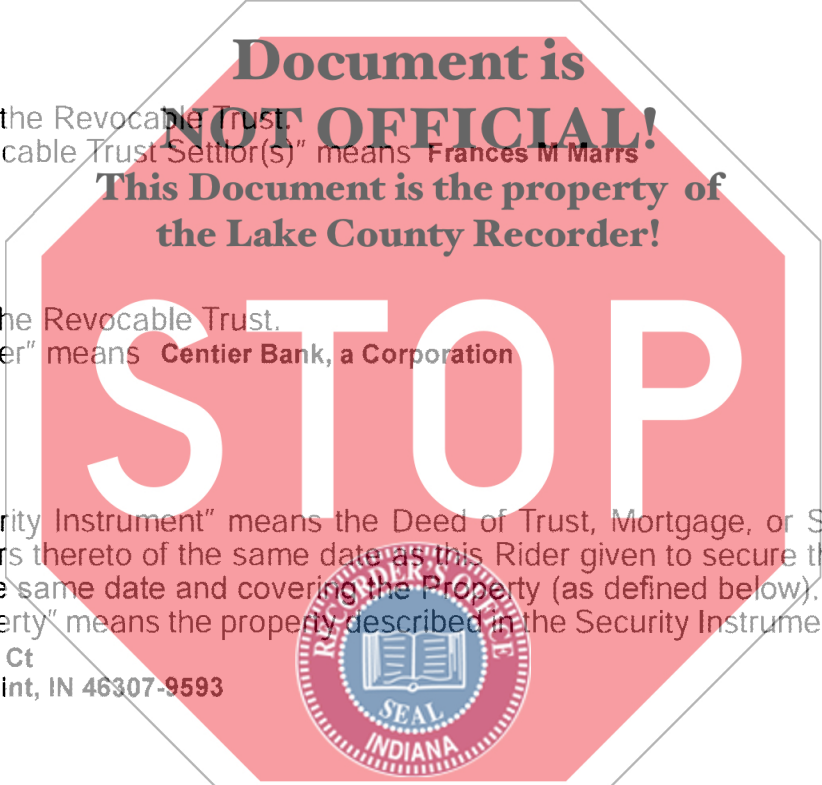 Document is
NOT OFFICIAL!
This Document is the property of
the Lake County Recorder!
the Revocable Trust.
cable Trust Settlor(s)" means Frances M Marrs
he Revocable Trust.
er" means Centier Bank, a Corporation
STOP
rity Instrument" means the Deed of Trust, Mortgage, or S
rs thereto of the same date as this Rider given to secure th
e same date and covering the Property (as defined below).
erty" means the property described in the Security Instrume
Ct
int, IN 46307-9593
RECORDER'S OFFICE
SEAL
INDIANA